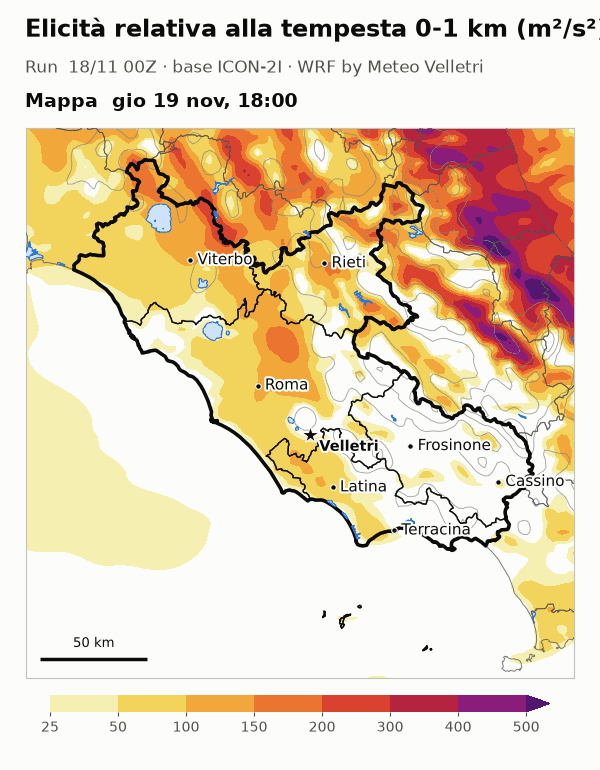 Elicità relativa alla tempesta 0-1 km (m²/s²)
Run 18/11 00Z · base ICON-2I · WRF by Meteo Velletri
Mappa gio 19 nov, 18:00
Viterbo
Rieti
Roma
Velletri
Frosinone
Latina
Cassino
Terracina
50 km
25 50 100 150 200 300 400 500